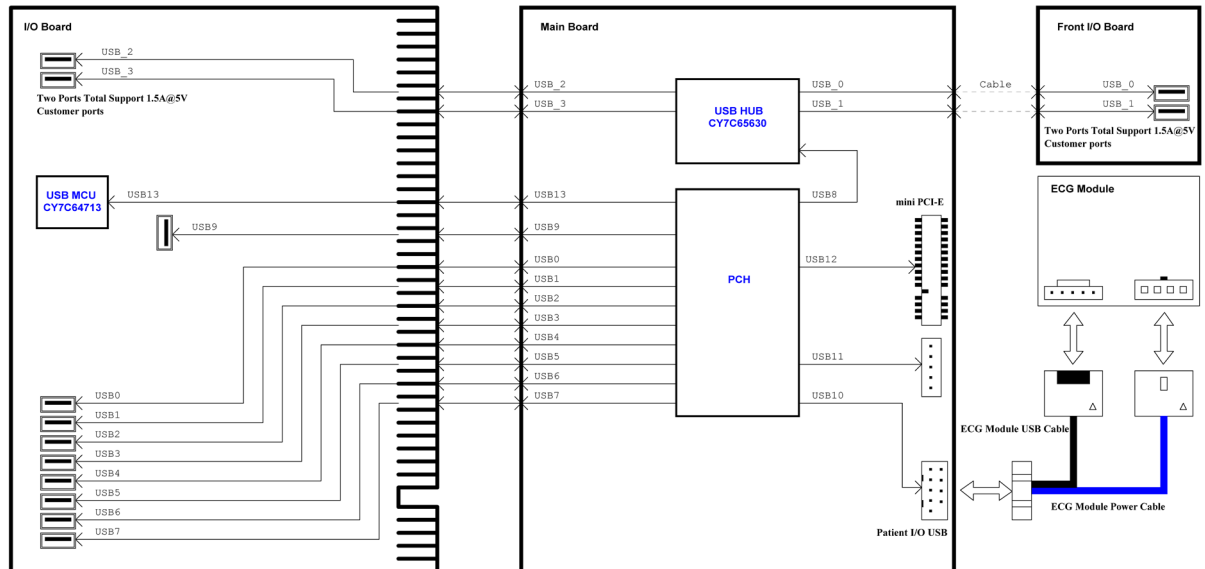 I/O Board
USB_2
USB_3
Two Ports Total Support 1.5A@5V
Customer ports
USB MCU
CY7C64713
USB13
USB9
USB0
USB1
USB2
USB3
USB4
USB5
USB6
USB7
Main Board
USB_2
USB_3
USB HUB
CY7C65630
USB_0
USB_1
USB13
USB9
USB0
USB1
USB2
USB3
USB4
USB5
USB6
USB7
PCH
USB8
USB12
USB11
USB10
mini PCI-E
Patient I/O USB
Cable
Front I/O Board
USB_0
USB_1
Two Ports Total Support 1.5A@5V
Customer ports
ECG Module
ECG Module USB Cable
ECG Module Power Cable